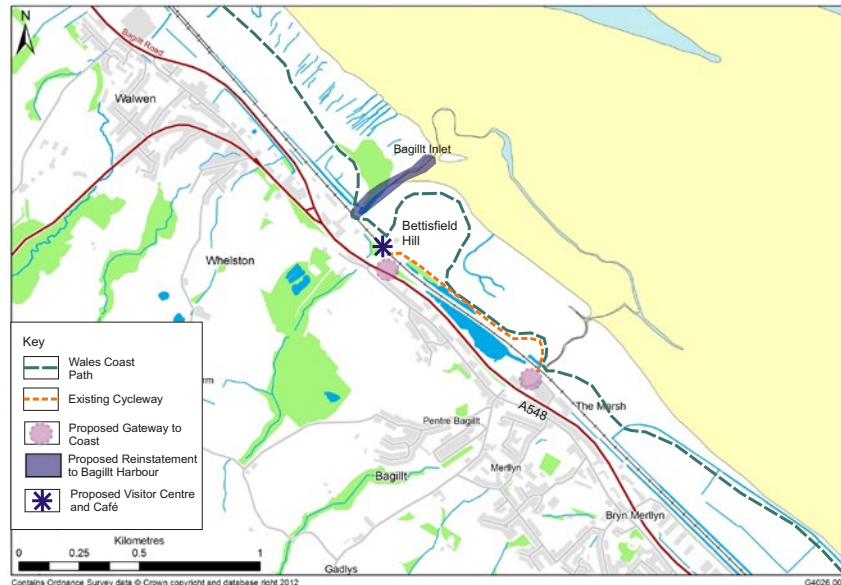 N
Bagillt Road
Walwen
Bagillt Inlet
Bettisfield
Hill
Whelston
Key
Wales Coast
Path
Existing Cycleway
Proposed Gateway to
Coast
Proposed Reinstatement
to Bagillt Harbour
Proposed Visitor Centre
and Café
rm
A548
The Marsh
Pentre Bagillt
Merllyn
Bagillt
Bryn Merllyn
Gadlys
Kilometres
0 0.25 0.5 1
Contains Ordnance Survey data © Crown copyright and database right 2012
G4026.00